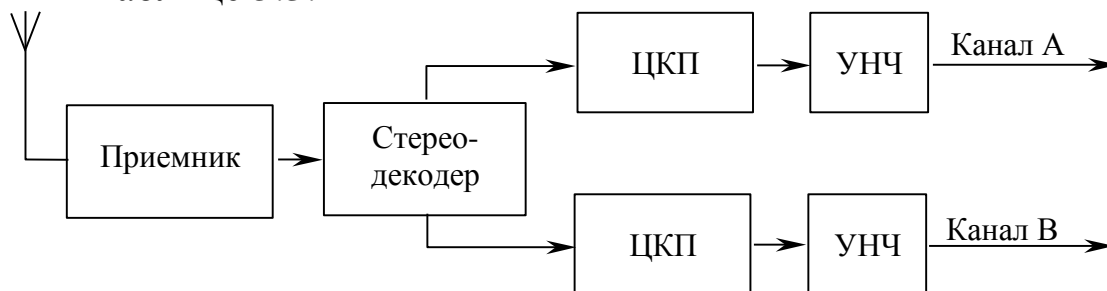 ЦКП
УНЧ
Канал А
Приемник
Стерео-
декодер
ЦКП
УНЧ
Канал В